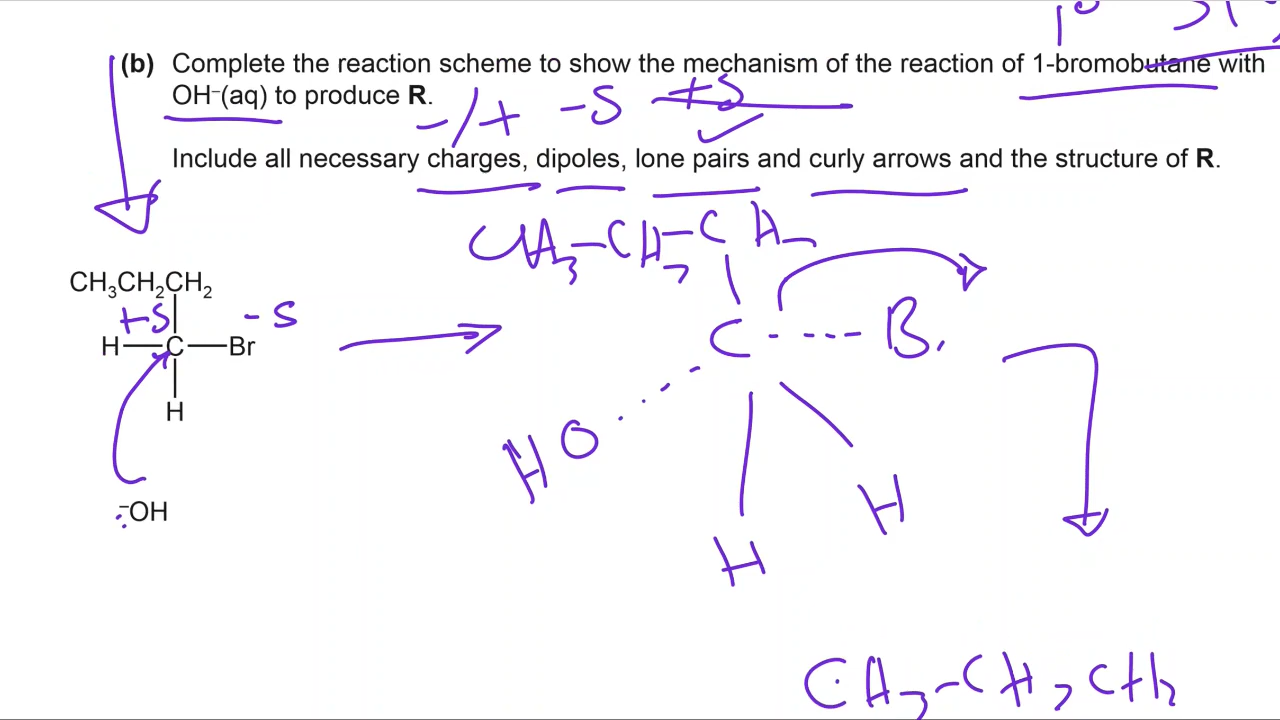 1°
(b) Complete the reaction scheme to show the mechanism of the reaction of 1-bromobutane with
OH⁻(aq) to produce R.
-/+ -S +S
Include all necessary charges, dipoles, lone pairs and curly arrows and the structure of R.
CH₃-CH₂-CH₂
CH₃CH₂CH₂
+S -S
H C Br
C Br
H
HO
H
:⁻OH
H
CH₃-CH₂CH₂